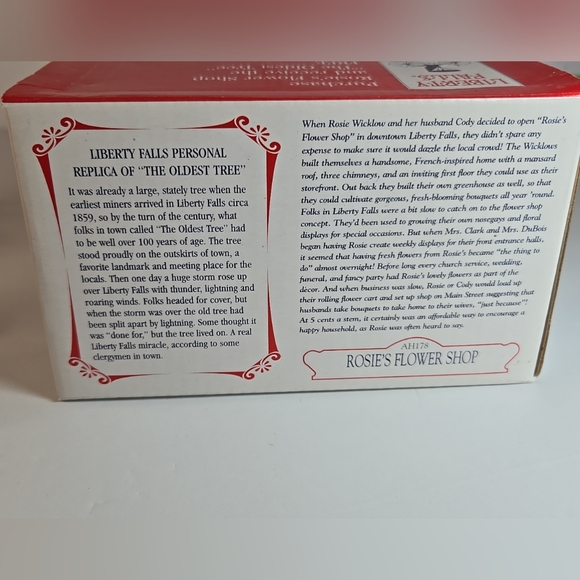 Purchase
Rosie's Flower Shop
and receive the
"The Oldest Tree"
LIBERTY
FALLS
LIBERTY FALLS PERSONAL
REPLICA OF "THE OLDEST TREE"
It was already a large, stately tree when the
earliest miners arrived in Liberty Falls circa
1859, so by the turn of the century, what
folks in town called "The Oldest Tree" had
to be well over 100 years of age. The tree
stood proudly on the outskirts of town, a
favorite landmark and meeting place for the
locals. Then one day a huge storm rose up
over Liberty Falls with thunder, lightning and
roaring winds. Folks headed for cover, but
when the storm was over the old tree had
been split apart by lightning. Some thought it
was "done for," but the tree lived on. A real
Liberty Falls miracle, according to some
clergymen in town.
When Rosie Wicklow and her husband Cody decided to open "Rosie's
Flower Shop" in downtown Liberty Falls, they didn't spare any
expense to make sure it would dazzle the local crowd! The Wicklows
built themselves a handsome, French-inspired home with a mansard
roof, three chimneys, and an inviting first floor they could use as their
storefront. Out back they built their own greenhouse as well, so that
they could cultivate gorgeous, fresh-blooming bouquets all year 'round.
Folks in Liberty Falls were a bit slow to catch on to the flower shop
concept. They'd been used to growing their own nosegays and floral
displays for special occasions. But when Mrs. Clark and Mrs. DuBois
began having Rosie create weekly displays for their front entrance halls,
it seemed that having fresh flowers from Rosie's became "the thing to
do" almost overnight! Before long every church service, wedding,
funeral, and fancy party had Rosie's lovely flowers as part of the
décor. And when business was slow, Rosie or Cody would load up
their rolling flower cart and set up shop on Main Street suggesting that
husbands take bouquets to take home to their wives, "just because"!
At 5 cents a stem, it certainly was an affordable way to encourage a
happy household, as Rosie was often heard to say.
AH178
ROSIE'S FLOWER SHOP